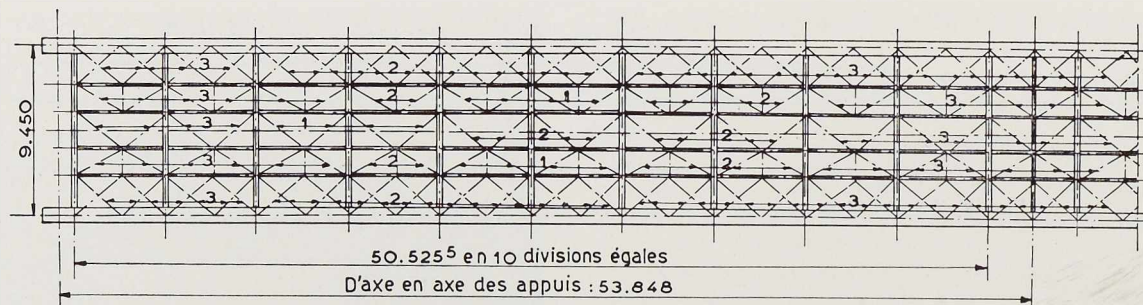 3 2 3
3 2 1 2 3
9.450
3 1 2 2 3
3 2 1 2 3
3 2 3
50.525⁵ en 10 divisions égales
D'axe en axe des appuis : 53.848